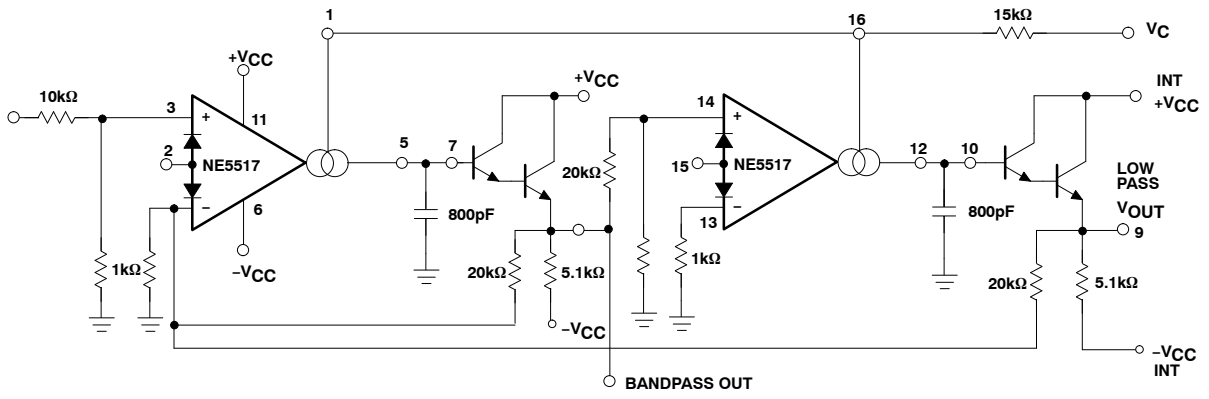 1
16
15kΩ
VC
+VCC
10kΩ
3
+
11
2
NE5517
–
6
–VCC
1kΩ
5
7
800pF
+VCC
20kΩ
20kΩ
5.1kΩ
–VCC
BANDPASS OUT
14
+
15
NE5517
–
13
1kΩ
12
10
800pF
INT
+VCC
LOW
PASS
VOUT
9
20kΩ
5.1kΩ
–VCC
INT